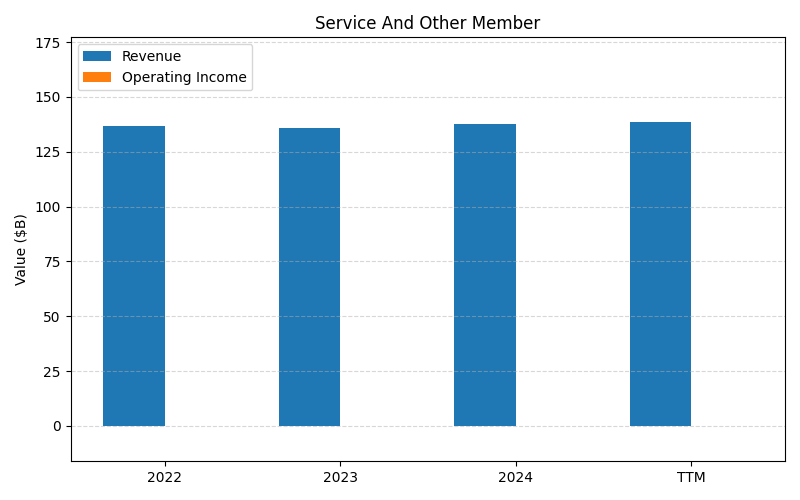 Service And Other Member
Revenue
Operating Income
Value ($B)
175
150
125
100
75
50
25
0
2022
2023
2024
TTM